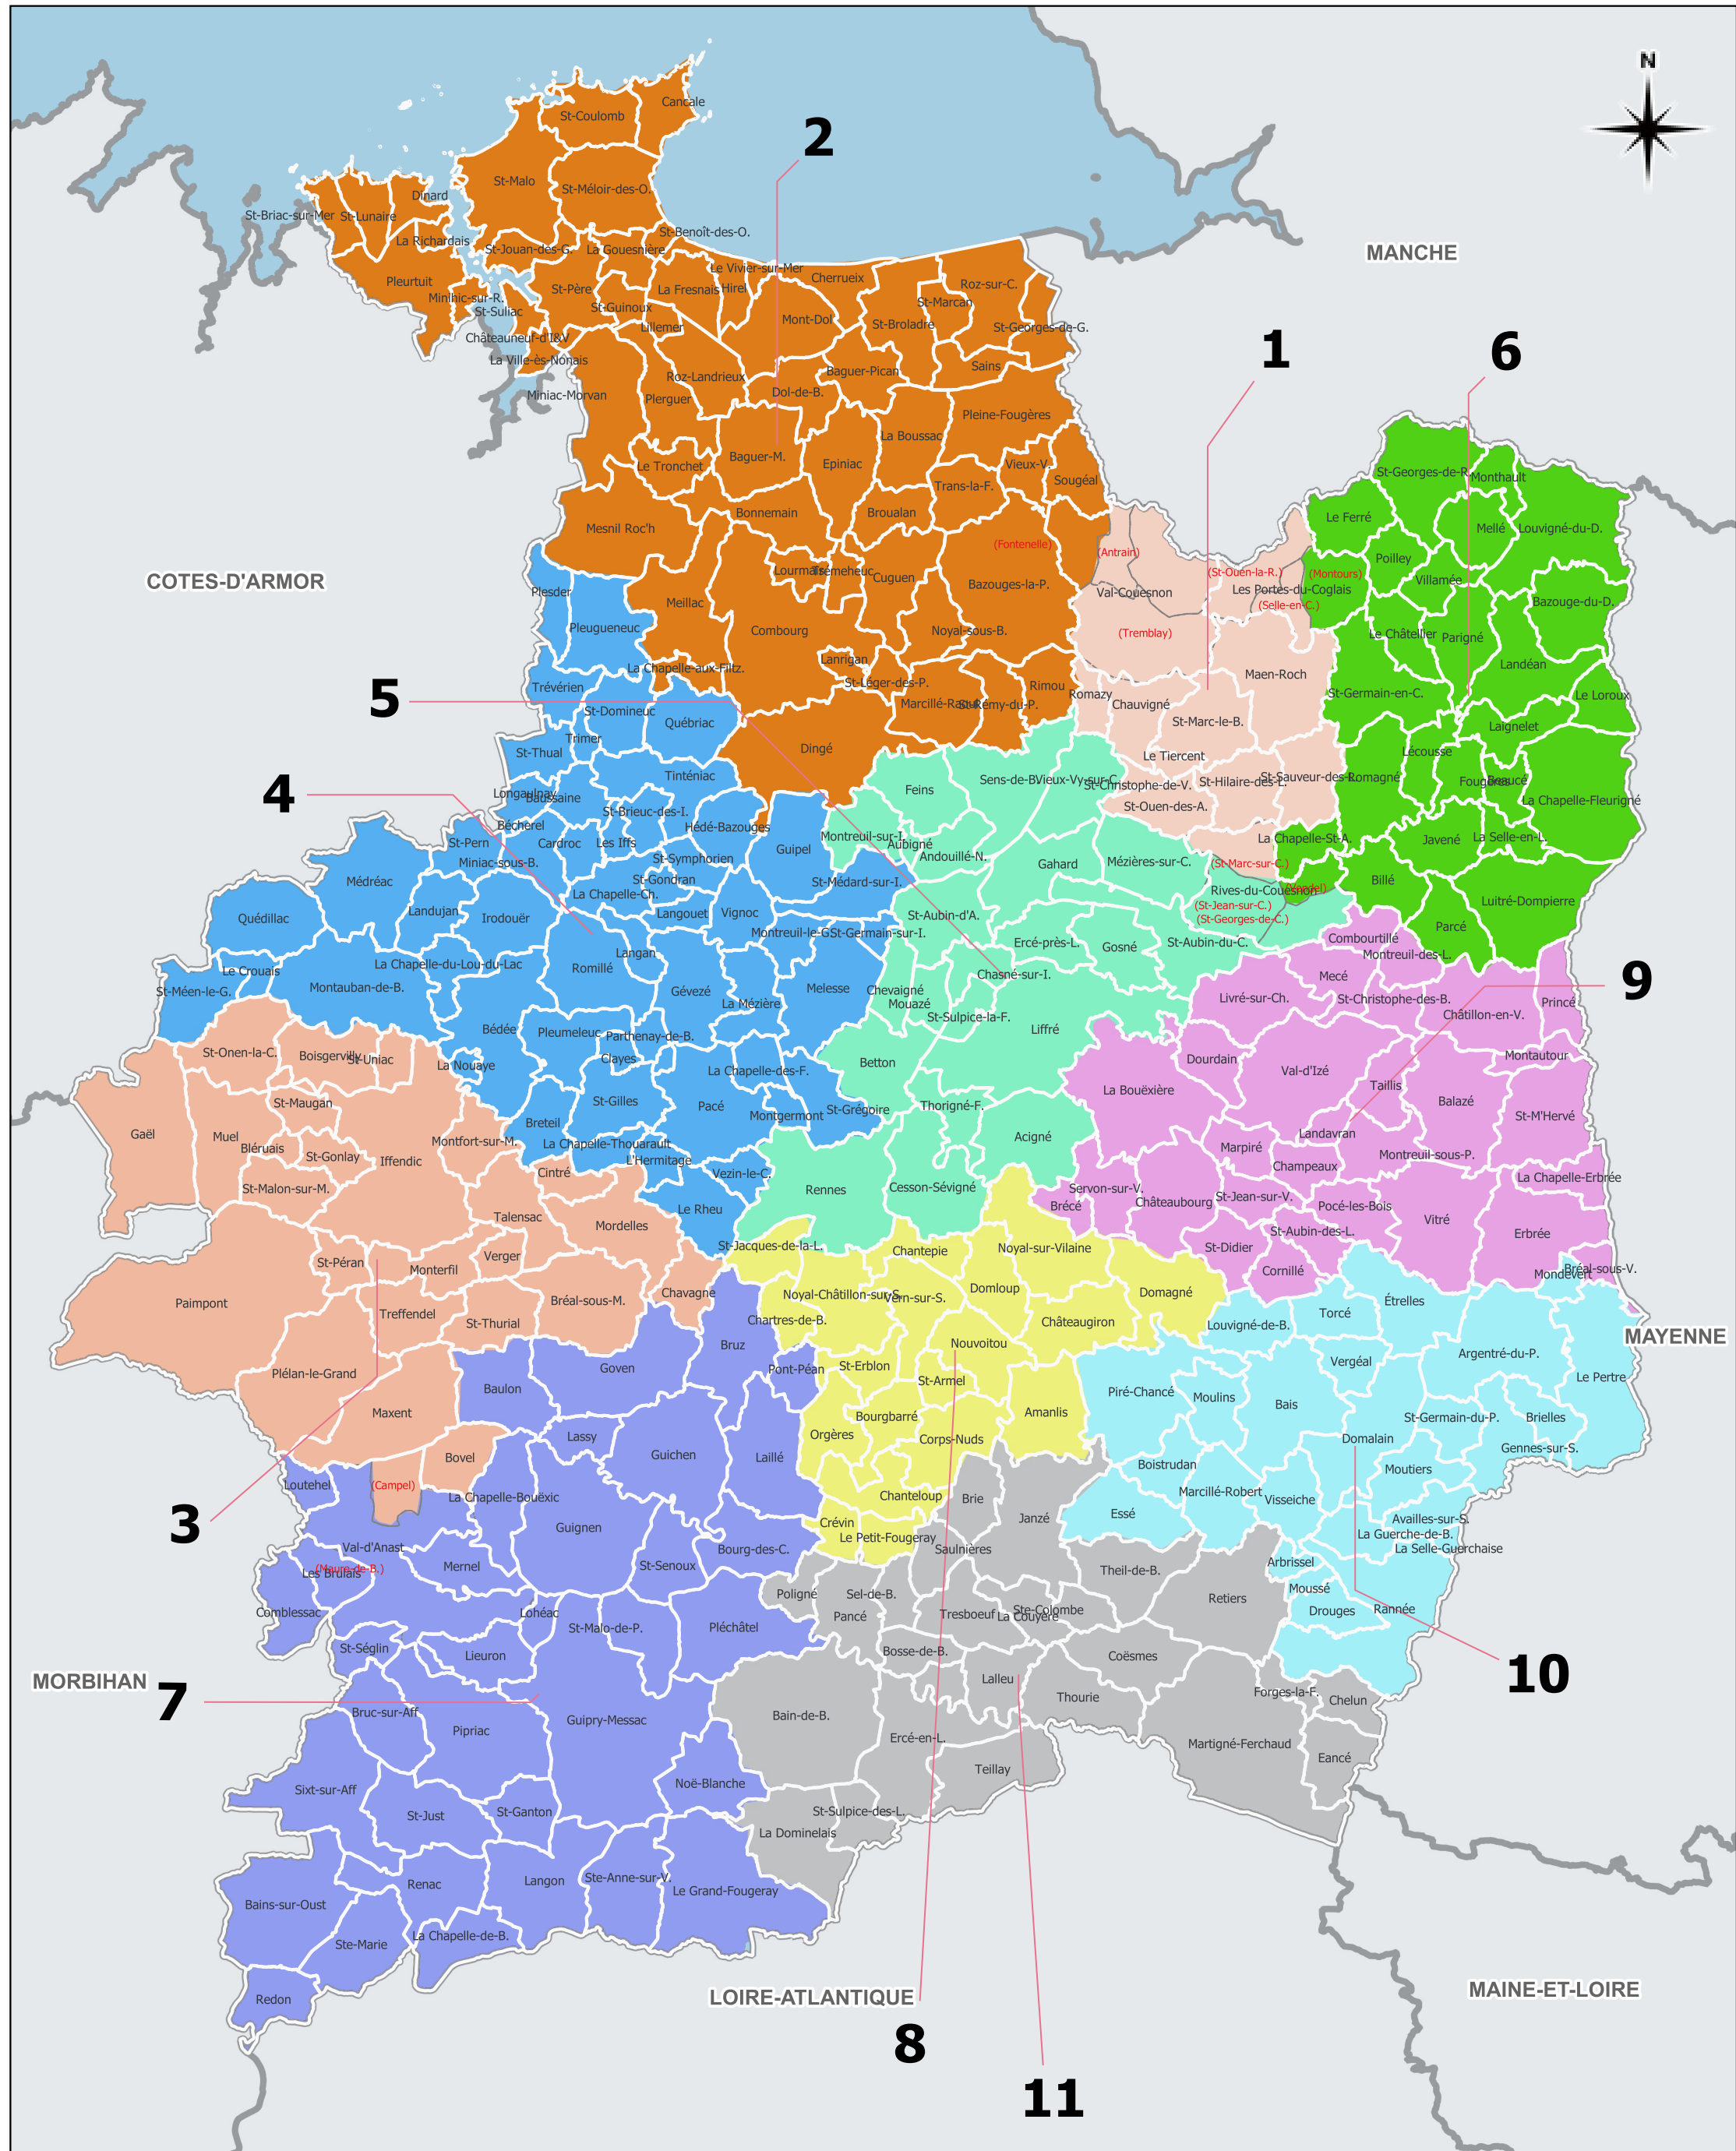 N
Cancale
St-Coulomb
2
St-Malo
St-Méloir-des-O.
Dinard
St-Briac-sur-Mer
St-Lunaire
St-Benoît-des-O.
La Richardais
St-Jouan-des-G.
La Gouesnière
MANCHE
Le Vivier-sur-Mer
Cherrueix
Pleurtuit
St-Père
La Fresnais
Hirel
Roz-sur-C.
Minihic-sur-R.
St-Marcan
St-Suliac
St-Guinoux
Mont-Dol
St-Broladre
St-Georges-de-G.
Lillemer
Châteauneuf-d'I&V
1
6
La Ville-ès-Nonais
Sains
Roz-Landrieux
Baguer-Pican
Miniac-Morvan
Plerguer
Dol-de-B.
Pleine-Fougères
La Boussac
Le Tronchet
Baguer-M.
Epiniac
Vieux-V.
St-Georges-de-R.
Monthault
Trans-la-F.
Sougéal
Bonnemain
Broualan
Le Ferré
Mesnil Roc'h
Mellé
Louvigné-du-D.
(Fontenelle)
(Antrain)
Poilley
COTES-D'ARMOR
Lourmais
Trémeheuc
Cuguen
Bazouges-la-P.
(St-Ouen-la-R.)
(Montours)
Villamée
Plesder
Val-Couesnon
Les Portes-du-Coglais
Meillac
(Selle-en-C.)
Bazouge-du-D.
Pleugueneuc
Combourg
Noyal-sous-B.
(Tremblay)
Le Châtellier
Parigné
La Chapelle-aux-Filtz.
Lanrigan
Landéan
5
Trévérien
St-Léger-des-P.
Rimou
Romazy
Maen-Roch
St-Germain-en-C.
Le Loroux
St-Domineuc
Québriac
Marcillé-Raoul
St-Rémy-du-P.
Chauvigné
St-Marc-le-B.
Laignelet
Trimer
St-Thual
Dingé
Le Tiercent
Lécousse
4
Tinténiac
Feins
Sens-de-B.
Vieux-Vy-sur-C.
St-Christophe-de-V.
St-Hilaire-des-L.
St-Sauveur-des-L.
Romagné
Fougères
Beaucé
Longaulnay
Baussaine
St-Brieuc-des-I.
St-Ouen-des-A.
La Chapelle-Fleurigné
Bécherel
Hédé-Bazouges
St-Pern
Cardroc
Les Iffs
Guipel
Montreuil-sur-I.
Aubigné
La Chapelle-St-A.
Javené
La Selle-en-L.
Miniac-sous-B.
St-Symphorien
Andouillé-N.
Gahard
Mézières-sur-C.
(St-Marc-sur-C.)
Médréac
St-Gondran
St-Médard-sur-I.
Billé
La Chapelle-Ch.
Rives-du-Couesnon
(Vendel)
Luitré-Dompierre
Quédillac
Landujan
Irodouër
Langouet
Vignoc
St-Aubin-d'A.
(St-Jean-sur-C.)
(St-Georges-de-C.)
Parcé
Montreuil-le-G.
St-Germain-sur-I.
Ercé-près-L.
Gosné
St-Aubin-du-C.
Combourtillé
Montreuil-des-L.
Langan
Le Crouais
La Chapelle-du-Lou-du-Lac
Romillé
Chasné-sur-I.
Mecé
9
St-Méen-le-G.
Montauban-de-B.
Gévezé
La Mézière
Melesse
Chevaigné
Mouazé
Livré-sur-Ch.
St-Christophe-des-B.
Princé
St-Sulpice-la-F.
Châtillon-en-V.
Bédée
Pleumeleuc
Parthenay-de-B.
Liffré
St-Onen-la-C.
Boisgervilly
St-Uniac
La Nouaye
Clayes
Betton
Dourdain
Montautour
La Chapelle-des-F.
Val-d'Izé
Taillis
La Bouëxière
St-Maugan
St-Gilles
Pacé
Montgermont
St-Grégoire
Thorigné-F.
Balazé
St-M'Hervé
Gaël
Muel
Breteil
Acigné
Landavran
Bléruais
St-Gonlay
Iffendic
Montfort-sur-M.
La Chapelle-Thouarault
Marpiré
Montreuil-sous-P.
L'Hermitage
Champeaux
Cintré
Vezin-le-C.
La Chapelle-Erbrée
St-Malon-sur-M.
Rennes
Cesson-Sévigné
Servon-sur-V.
Brécé
Châteaubourg
St-Jean-sur-V.
Pocé-les-Bois
Le Rheu
Talensac
Mordelles
Vitré
St-Aubin-des-L.
Erbrée
St-Jacques-de-la-L.
Chantepie
Noyal-sur-Vilaine
St-Didier
St-Péran
Monterfil
Verger
Cornillé
Bréal-sous-V.
Mondevert
Paimpont
Bréal-sous-M.
Chavagne
Noyal-Châtillon-sur-S.
Vern-sur-S.
Domloup
Domagné
Étrelles
Treffendel
St-Thurial
Chartres-de-B.
Châteaugiron
Louvigné-de-B.
Torcé
MAYENNE
Bruz
Nouvoitou
Argentré-du-P.
Plélan-le-Grand
Goven
Pont-Péan
St-Erblon
Vergéal
Le Pertre
Baulon
St-Armel
Piré-Chancé
Moulins
Bais
Maxent
Bourgbarré
Amanlis
St-Germain-du-P.
Brielles
Lassy
Orgères
Corps-Nuds
Domalain
Gennes-sur-S.
Bovel
Guichen
Laillé
Boistrudan
Moutiers
Loutehel
(Campel)
La Chapelle-Bouëxic
Chanteloup
Brie
Marcillé-Robert
Visseiche
3
Guignen
Crévin
Janzé
Essé
Availles-sur-S.
Le Petit-Fougeray
La Guerche-de-B.
Val-d'Anast
Bourg-des-C.
Saulnières
La Selle-Guerchaise
(Maure-de-B.)
Les Brulais
Mernel
St-Senoux
Theil-de-B.
Arbrissel
Poligné
Sel-de-B.
Retiers
Moussé
Comblessac
Lohéac
Pancé
Tresboeuf
Ste-Colombe
La Couyère
Drouges
Rannée
St-Malo-de-P.
Pléchâtel
St-Séglin
Lieuron
Bosse-de-B.
Coësmes
10
MORBIHAN
7
Lalleu
Thourie
Forges-la-F.
Chelun
Bruc-sur-Aff
Pipriac
Guipry-Messac
Bain-de-B.
Ercé-en-L.
Martigné-Ferchaud
Eancé
Teillay
Sixt-sur-Aff
Noë-Blanche
St-Just
St-Ganton
St-Sulpice-des-L.
La Dominelais
Renac
Langon
Ste-Anne-sur-V.
Le Grand-Fougeray
Bains-sur-Oust
La Chapelle-de-B.
Ste-Marie
LOIRE-ATLANTIQUE
MAINE-ET-LOIRE
Redon
8
11